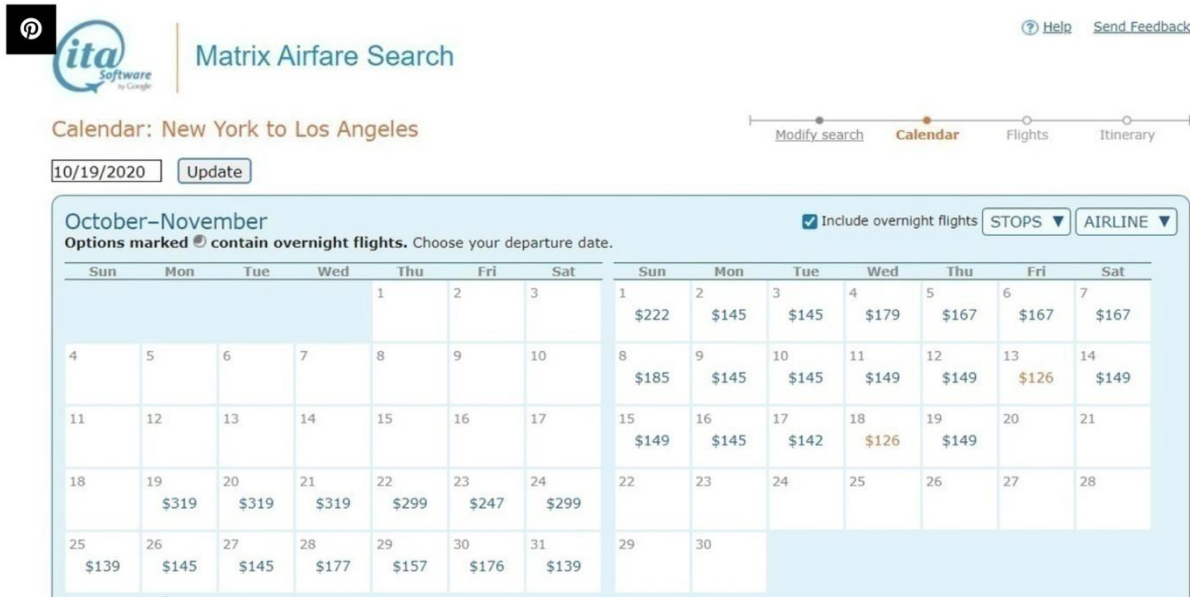 Help Send Feedback
ita
Software
by Google
Matrix Airfare Search
Calendar: New York to Los Angeles
Modify search Calendar Flights Itinerary
10/19/2020 Update
October–November
Include overnight flights STOPS ▼ AIRLINE ▼
Options marked contain overnight flights. Choose your departure date.
Sun Mon Tue Wed Thu Fri Sat Sun Mon Tue Wed Thu Fri Sat
1 2 3 1 2 3 4 5 6 7
$222 $145 $145 $179 $167 $167 $167
4 5 6 7 8 9 10 8 9 10 11 12 13 14
$185 $145 $145 $149 $149 $126 $149
11 12 13 14 15 16 17 15 16 17 18 19 20 21
$149 $145 $142 $126 $149
18 19 20 21 22 23 24 22 23 24 25 26 27 28
$319 $319 $319 $299 $247 $299
25 26 27 28 29 30 31 29 30
$139 $145 $145 $177 $157 $176 $139